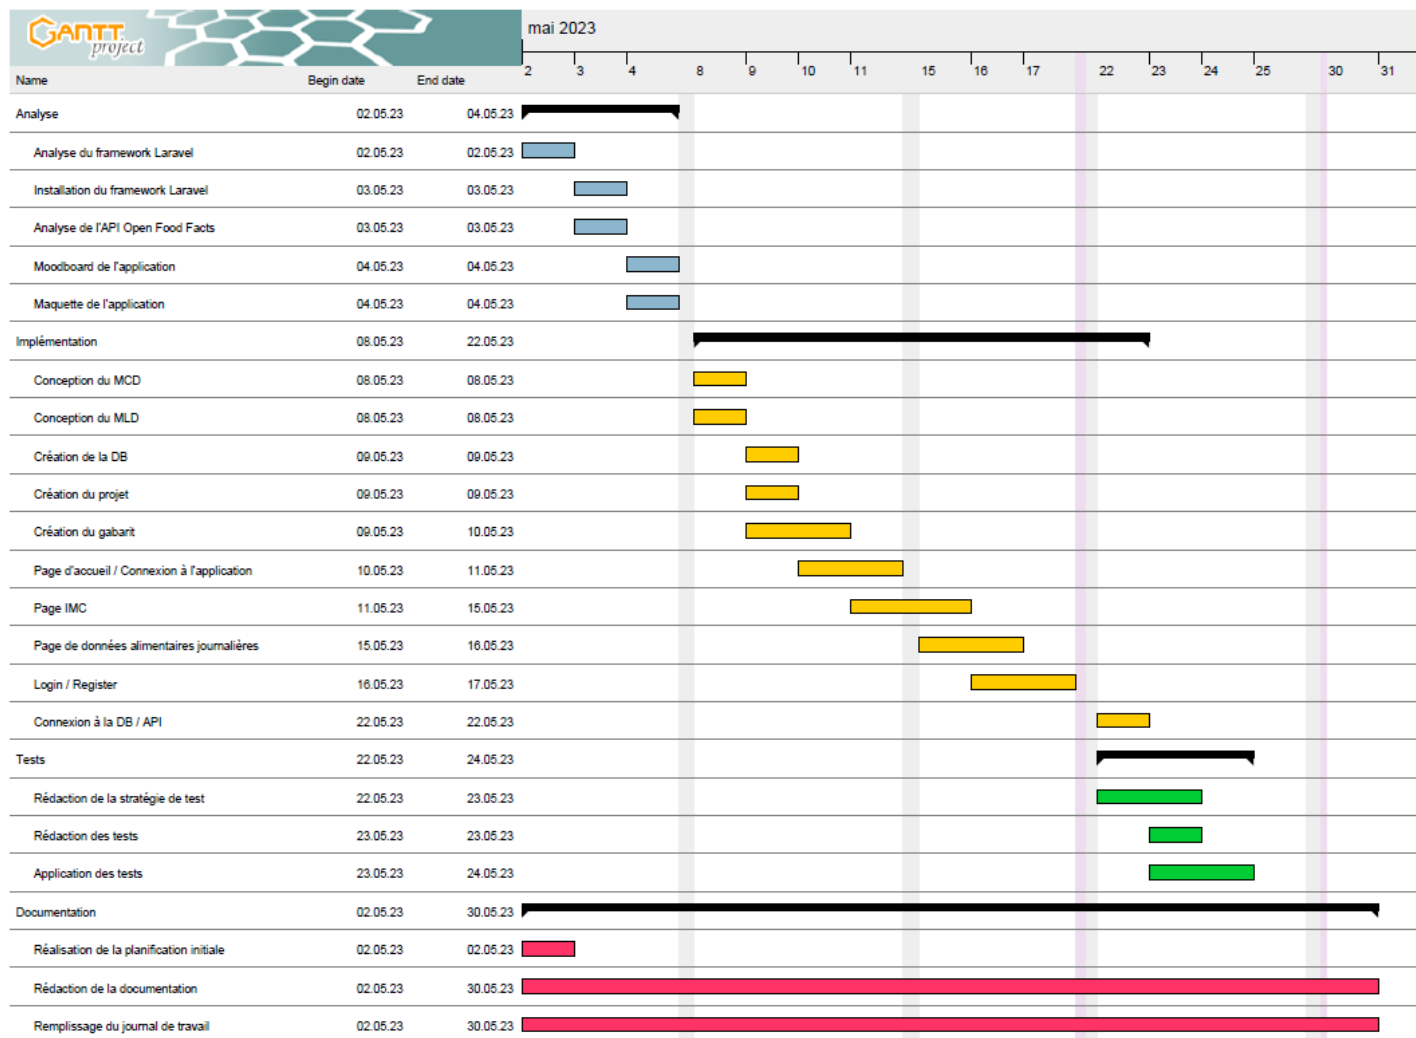 GANTT
project
mai 2023
2 3 4 8 9 10 11 15 16 17 22 23 24 25 30 31
Name Begin date End date
Analyse 02.05.23 04.05.23
Analyse du framework Laravel 02.05.23 02.05.23
Installation du framework Laravel 03.05.23 03.05.23
Analyse de l'API Open Food Facts 03.05.23 03.05.23
Moodboard de l'application 04.05.23 04.05.23
Maquette de l'application 04.05.23 04.05.23
Implémentation 08.05.23 22.05.23
Conception du MCD 08.05.23 08.05.23
Conception du MLD 08.05.23 08.05.23
Création de la DB 09.05.23 09.05.23
Création du projet 09.05.23 09.05.23
Création du gabarit 09.05.23 10.05.23
Page d'accueil / Connexion à l'application 10.05.23 11.05.23
Page IMC 11.05.23 15.05.23
Page de données alimentaires journalières 15.05.23 16.05.23
Login / Register 16.05.23 17.05.23
Connexion à la DB / API 22.05.23 22.05.23
Tests 22.05.23 24.05.23
Rédaction de la stratégie de test 22.05.23 23.05.23
Rédaction des tests 23.05.23 23.05.23
Application des tests 23.05.23 24.05.23
Documentation 02.05.23 30.05.23
Réalisation de la planification initiale 02.05.23 02.05.23
Rédaction de la documentation 02.05.23 30.05.23
Remplissage du journal de travail 02.05.23 30.05.23